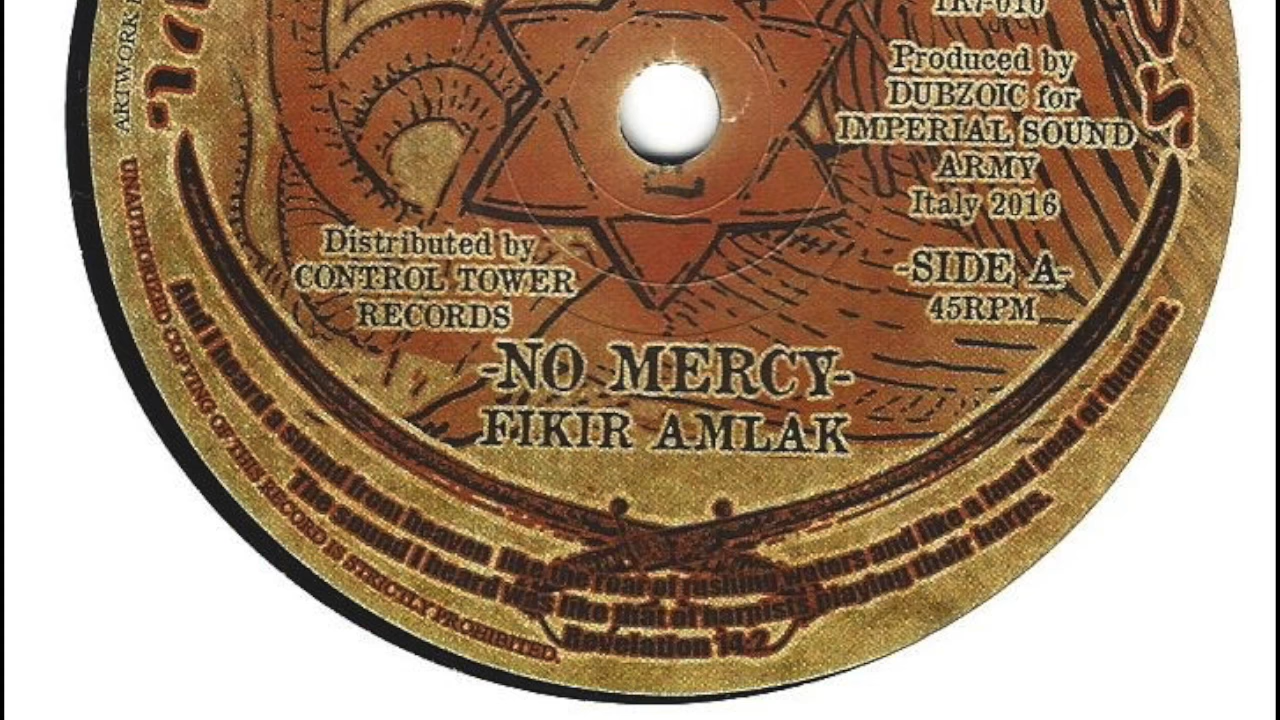 ARTWORK
Produced by
DUBZOIC for
IMPERIAL SOUND
ARMY
Italy 2016
-SIDE A-
45RPM
Distributed by
CONTROL TOWER
RECORDS
-NO MERCY-
FIKIR AMLAK
And I heard a sound from heaven like the roar of rushing waters and like a loud peal of thunder.
The sound I heard was like that of harpists playing their harps.
Revelation 14:2
UNAUTHORIZED COPYING OF THIS RECORD IS STRICTLY PROHIBITED.